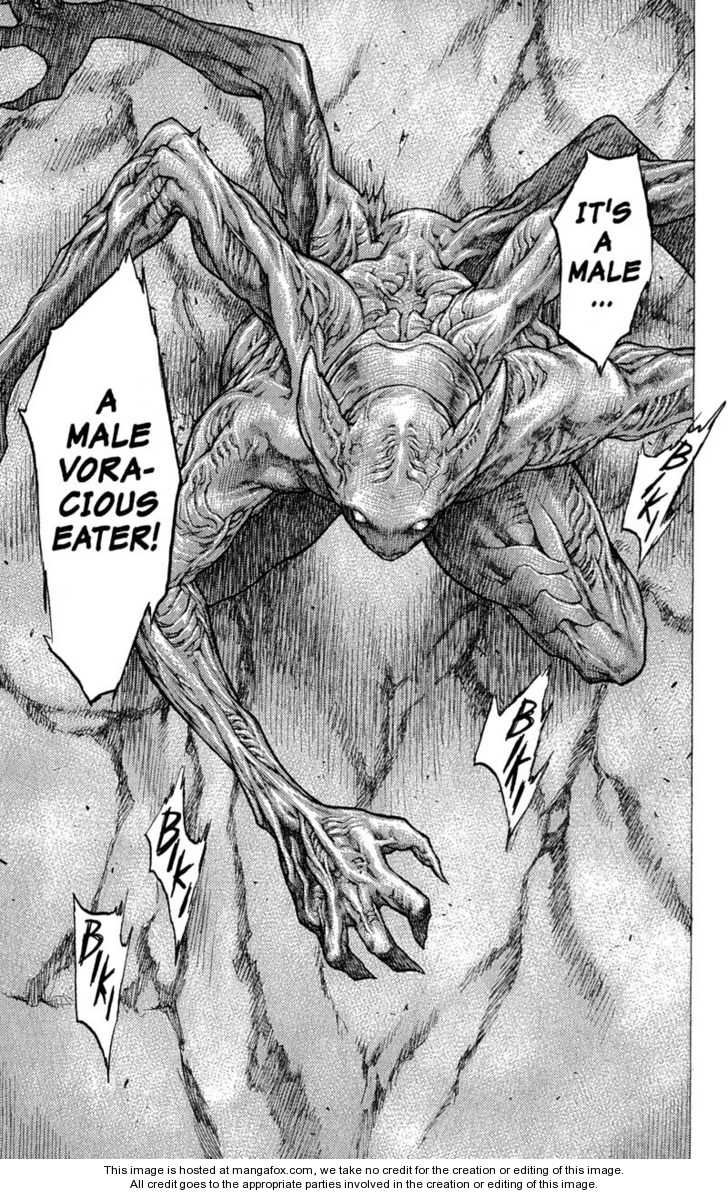 IT'S
A
MALE
...
A
MALE
VORA-
CIOUS
EATER!
BIKI
BIKI
BIKI
BIKI
This image is hosted at mangafox.com, we take no credit for the creation or editing of this image.
All credit goes to the appropriate parties involved in the creation or editing of this image.